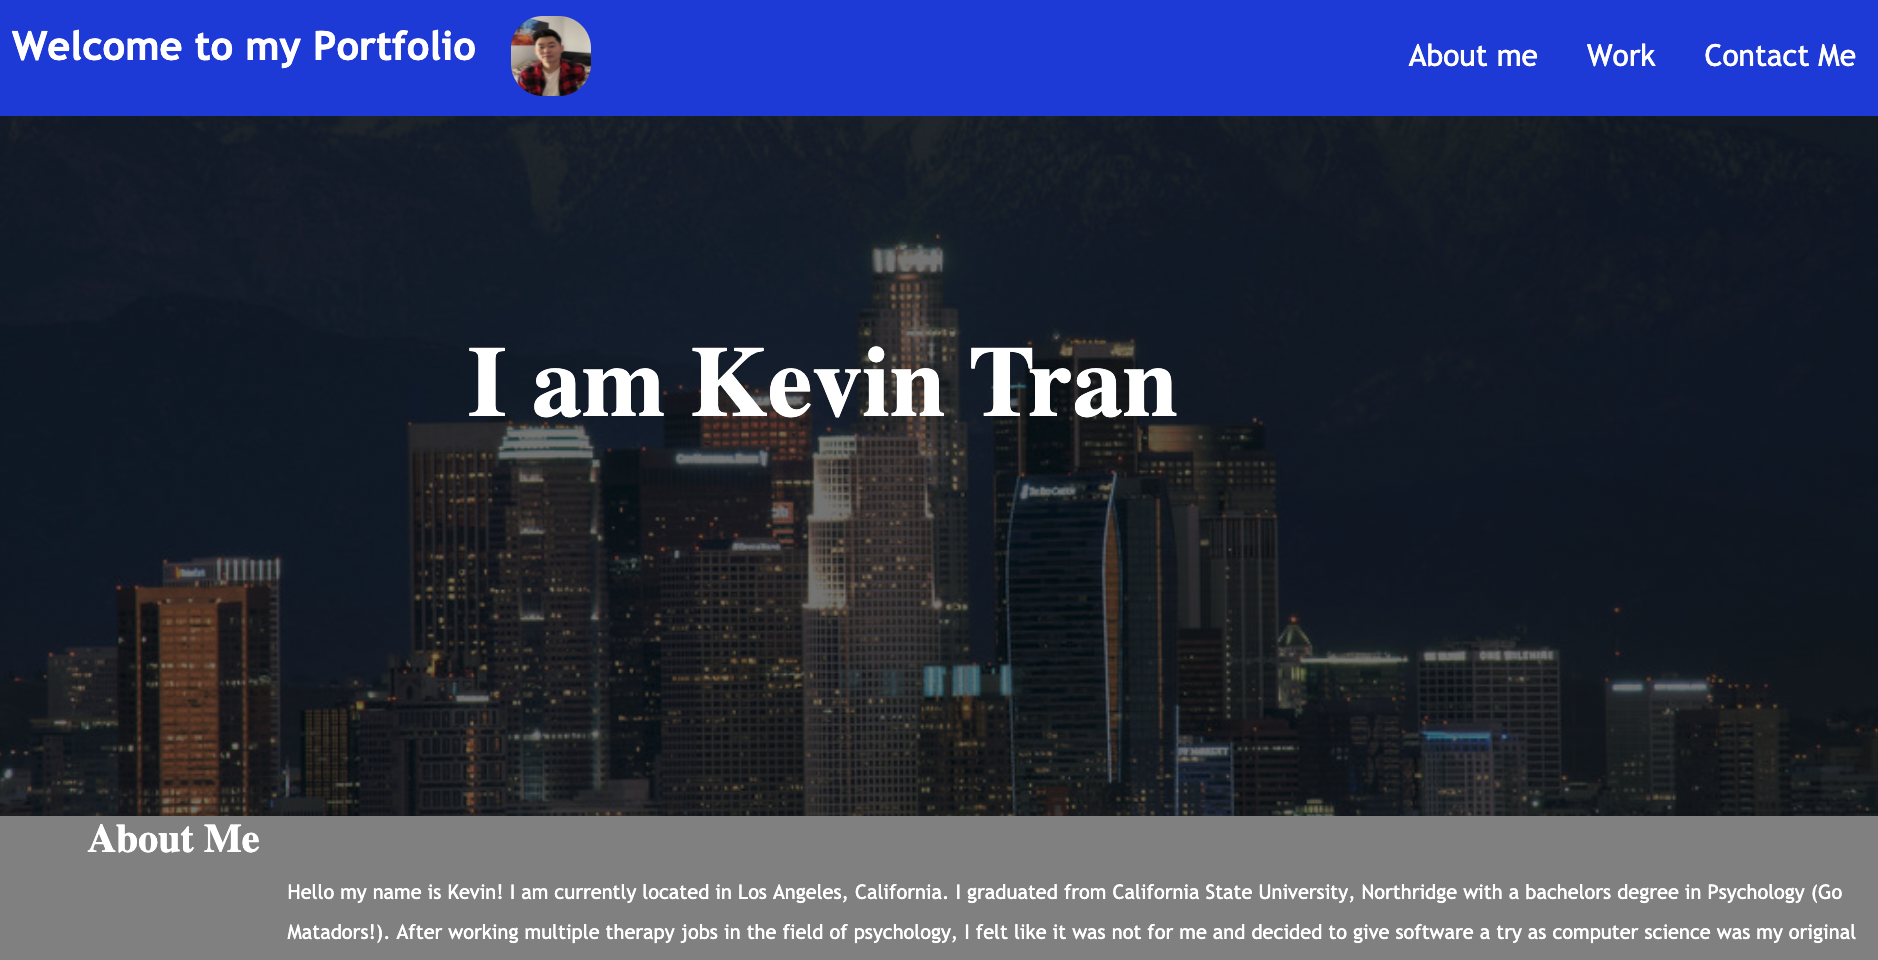 Welcome to my Portfolio
About me Work Contact Me
I am Kevin Tran
About Me
Hello my name is Kevin! I am currently located in Los Angeles, California. I graduated from California State University, Northridge with a bachelors degree in Psychology (Go
Matadors!). After working multiple therapy jobs in the field of psychology, I felt like it was not for me and decided to give software a try as computer science was my original